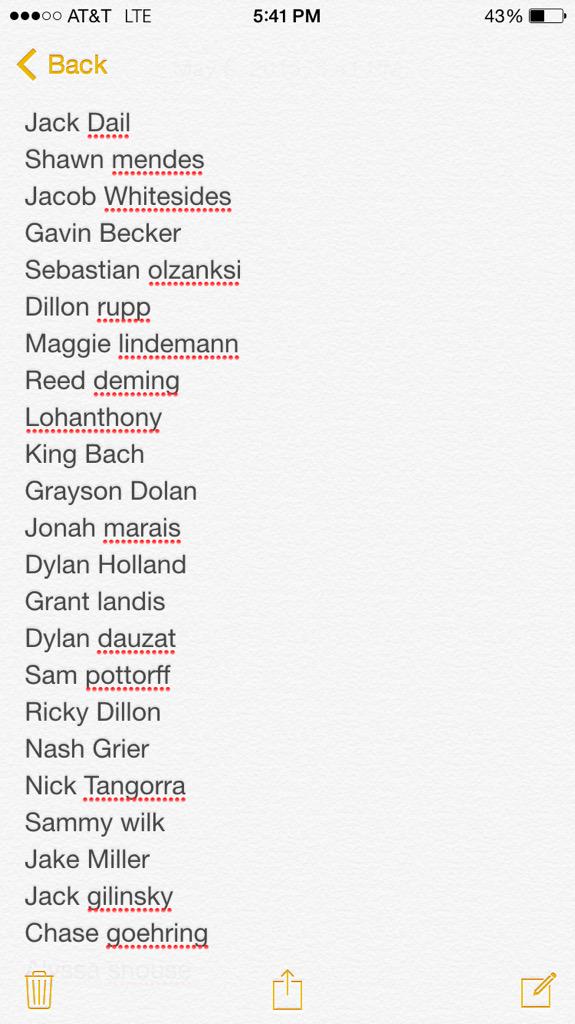 AT&T LTE 5:41 PM 43%
Back
Jack Dail
Shawn mendes
Jacob Whitesides
Gavin Becker
Sebastian olzanksi
Dillon rupp
Maggie lindemann
Reed deming
Lohanthony
King Bach
Grayson Dolan
Jonah marais
Dylan Holland
Grant landis
Dylan dauzat
Sam pottorff
Ricky Dillon
Nash Grier
Nick Tangorra
Sammy wilk
Jake Miller
Jack gilinsky
Chase goehring
Alyssa shouse